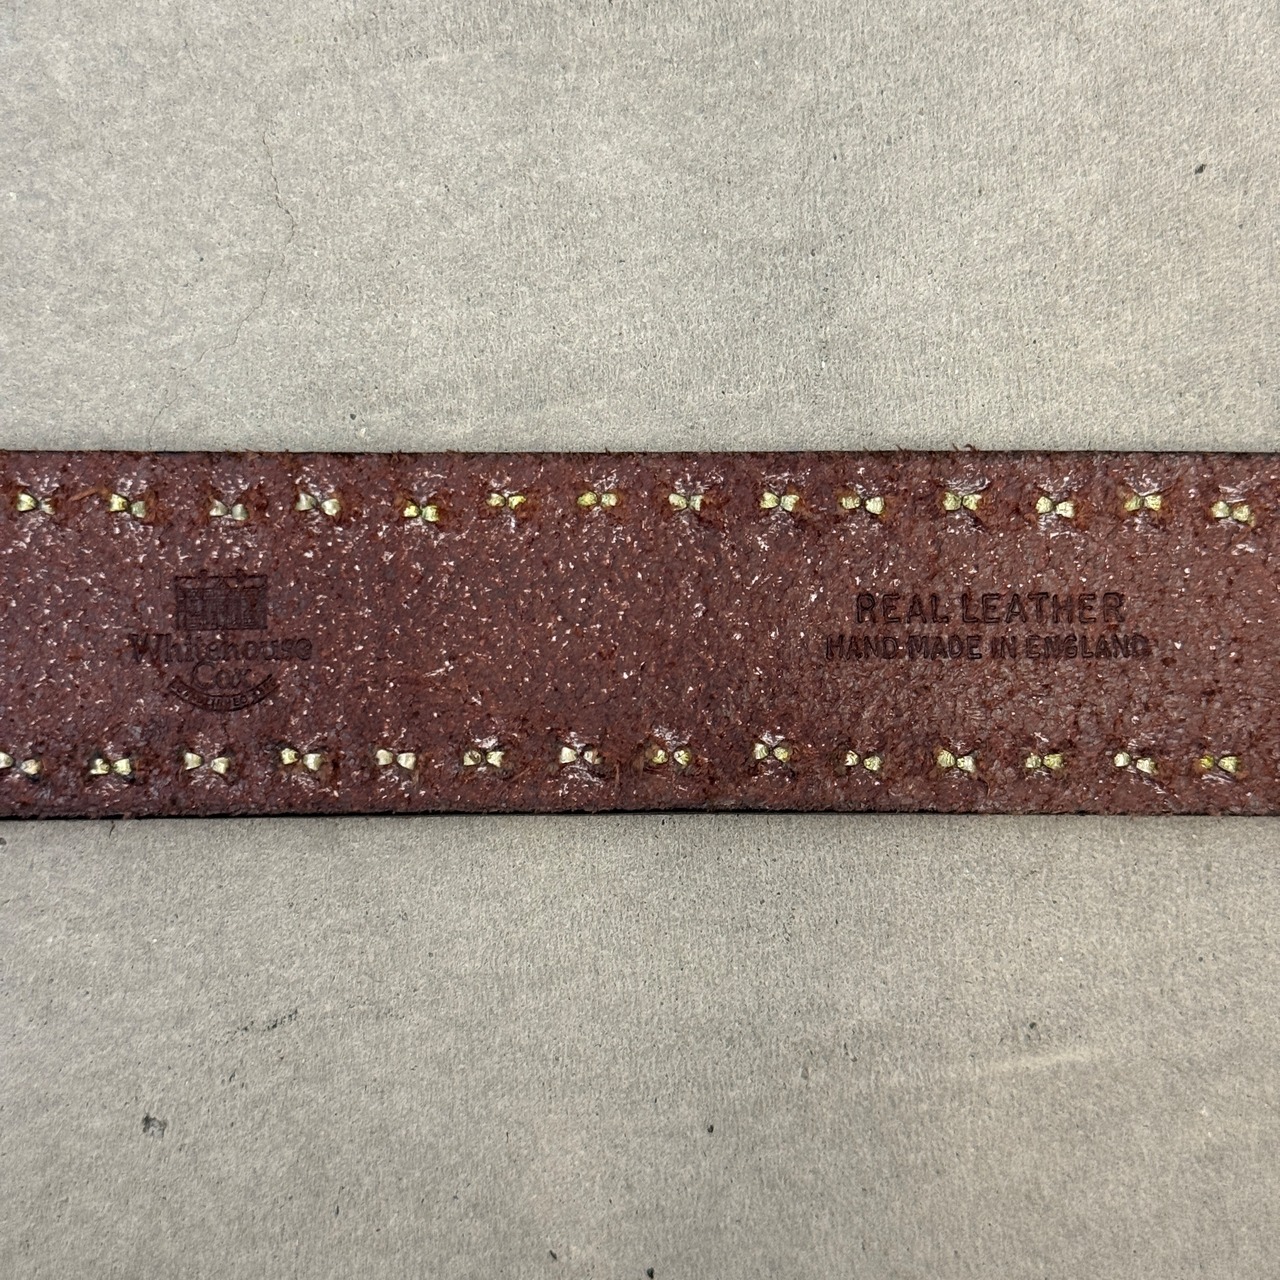 Whitehouse
Cox
REAL LEATHER
HAND MADE IN ENGLAND